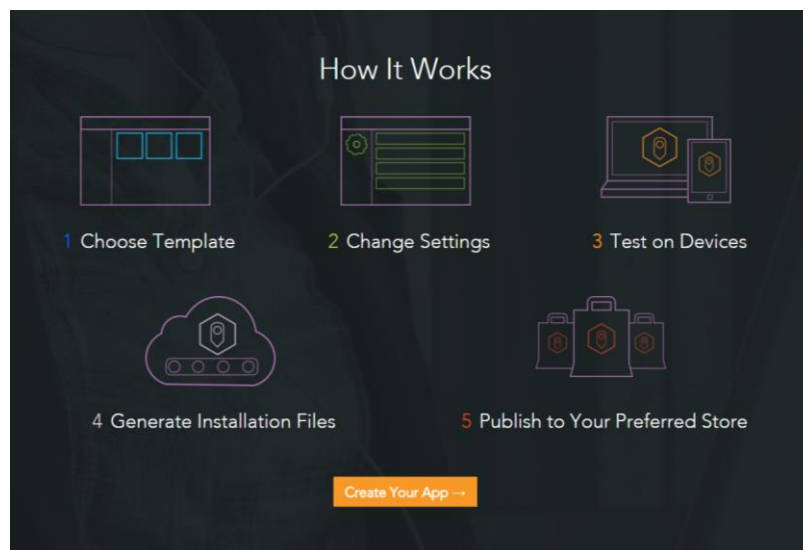 How It Works
1 Choose Template
2 Change Settings
3 Test on Devices
4 Generate Installation Files
5 Publish to Your Preferred Store
Create Your App →